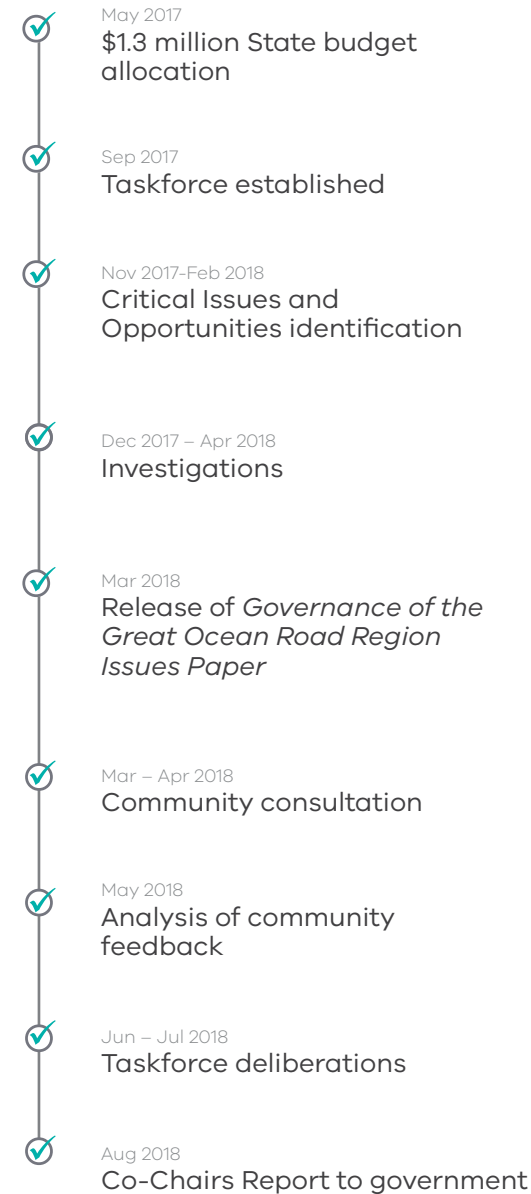 May 2017
$1.3 million State budget
allocation
Sep 2017
Taskforce established
Nov 2017-Feb 2018
Critical Issues and
Opportunities identification
Dec 2017 – Apr 2018
Investigations
Mar 2018
Release of Governance of the
Great Ocean Road Region
Issues Paper
Mar – Apr 2018
Community consultation
May 2018
Analysis of community
feedback
Jun – Jul 2018
Taskforce deliberations
Aug 2018
Co-Chairs Report to government